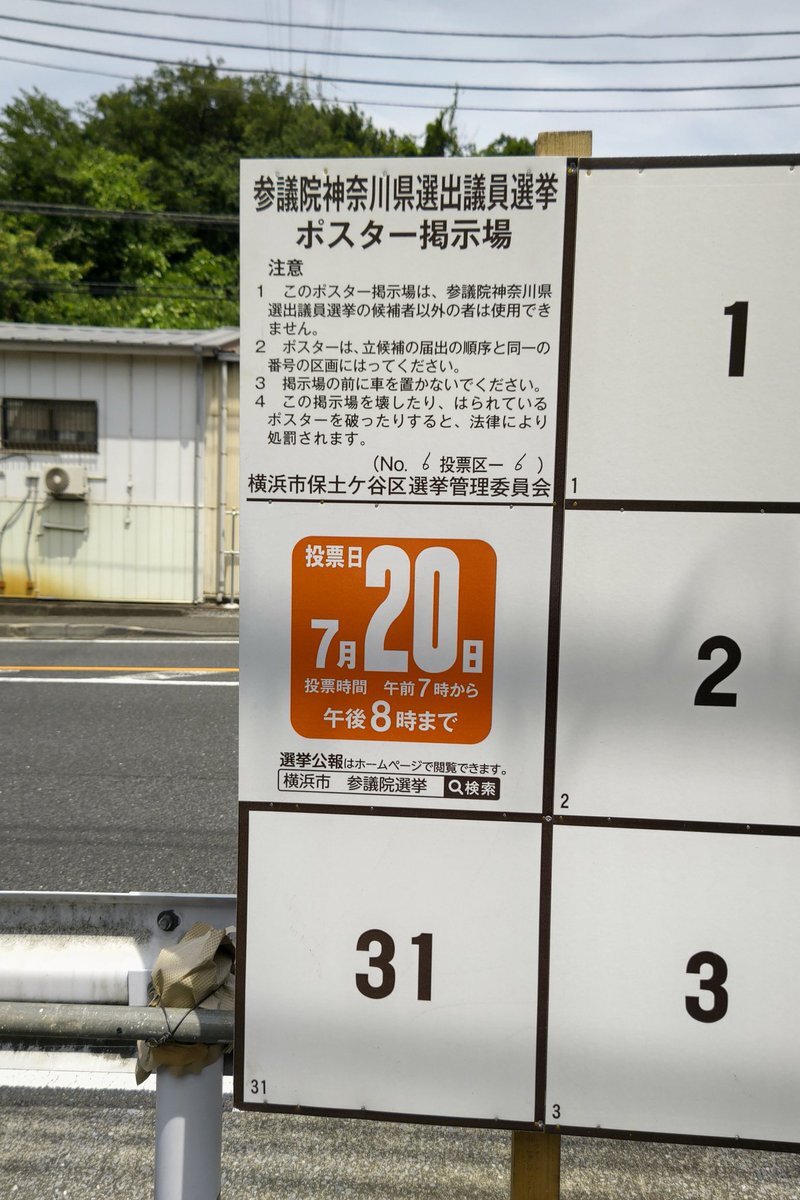 参議院神奈川県選出議員選挙
ポスター掲示場
注意
1 このポスター掲示場は、参議院神奈川県
選出議員選挙の候補者以外の者は使用でき
ません。
2 ポスターは、立候補の届出の順序と同一の
番号の区画にはってください。
3 掲示場の前に車を置かないでください。
4 この掲示場を壊したり、はられている
ポスターを破ったりすると、法律により
処罰されます。
(No. 6 投票区ー 6 )
横浜市保土ケ谷区選挙管理委員会
投票日
7月20日
投票時間 午前7時から
午後8時まで
選挙公報はホームページで閲覧できます。
横浜市 参議院選挙 検索
31
31
1
1
2
2
3
3